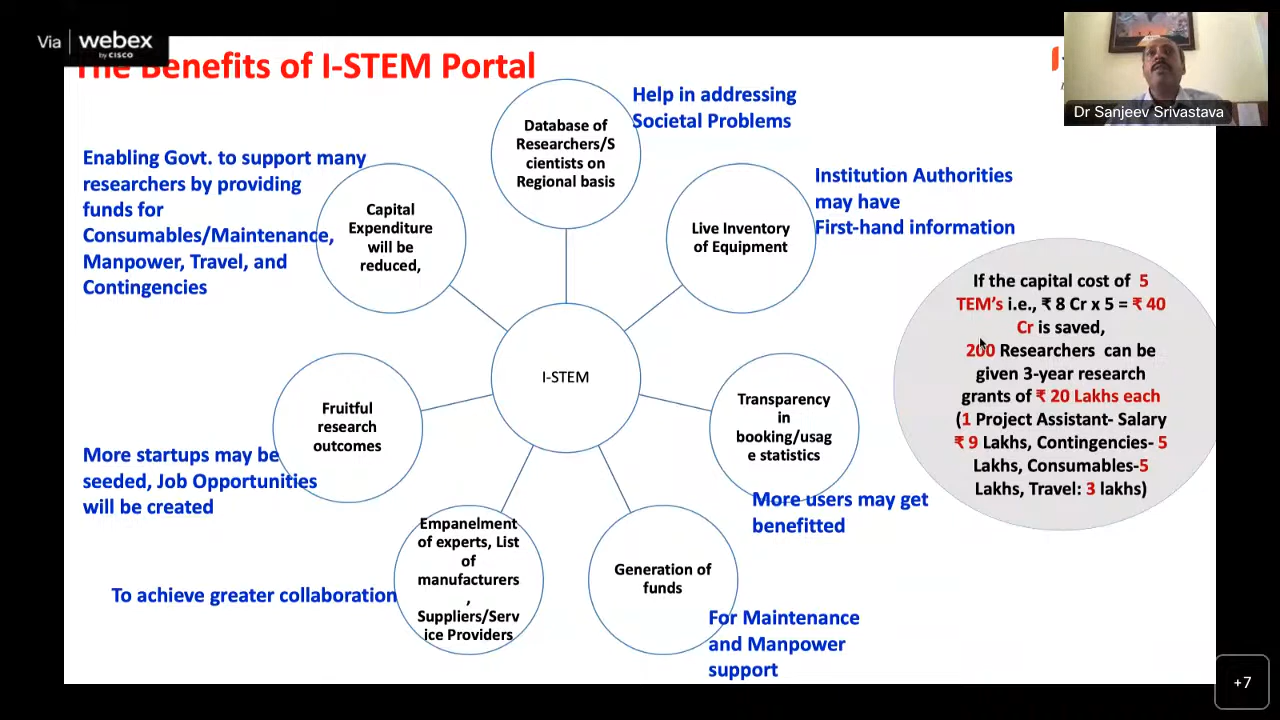 Via webex
by CISCO
The Benefits of I-STEM Portal
Dr Sanjeev Srivastava
Help in addressing
Societal Problems
Database of
Researchers/S
cientists on
Regional basis
Enabling Govt. to support many
researchers by providing
funds for
Consumables/Maintenance,
Manpower, Travel, and
Contingencies
Capital
Expenditure
will be
reduced,
Live Inventory
of Equipment
Institution Authorities
may have
First-hand information
If the capital cost of 5
TEM's i.e., ₹ 8 Cr x 5 = ₹ 40
Cr is saved,
200 Researchers can be
given 3-year research
grants of ₹ 20 Lakhs each
(1 Project Assistant- Salary
₹ 9 Lakhs, Contingencies- 5
Lakhs, Consumables-5
Lakhs, Travel: 3 lakhs)
I-STEM
Fruitful
research
outcomes
Transparency
in
booking/usag
e statistics
More startups may be
seeded, Job Opportunities
will be created
More users may get
benefitted
Empanelment
of experts, List
of
manufacturers
,
Suppliers/Serv
ice Providers
To achieve greater collaboration
Generation of
funds
For Maintenance
and Manpower
support
+7